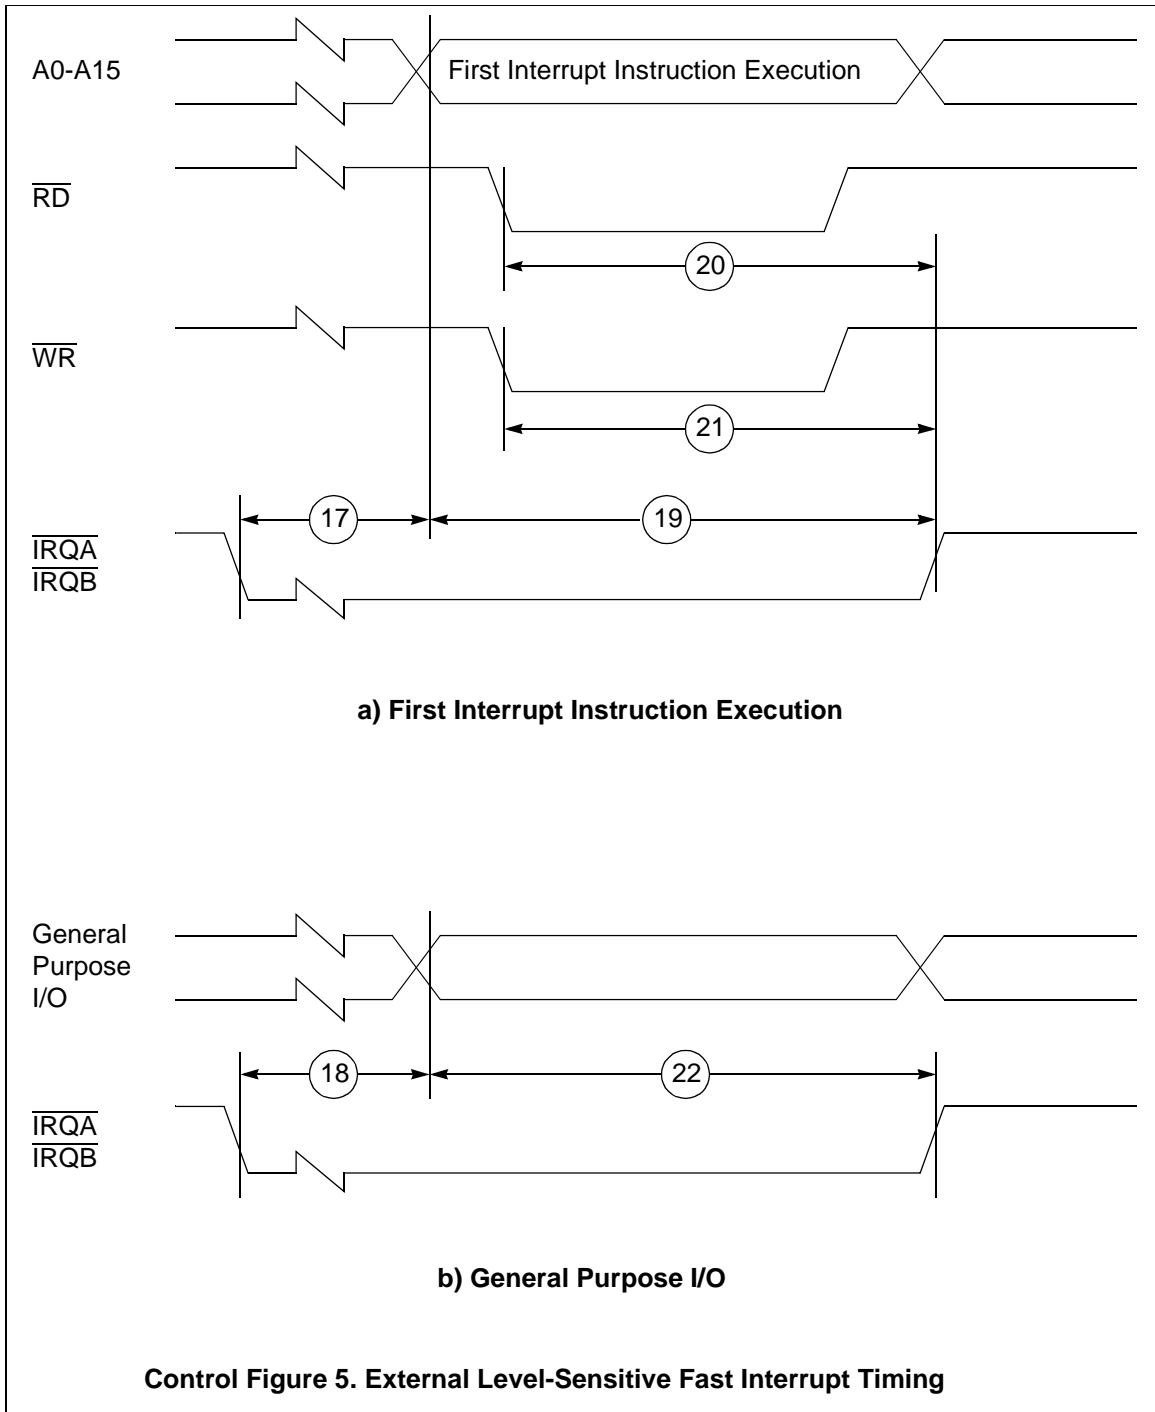 A0-A15
First Interrupt Instruction Execution
RD
20
WR
21
17
19
IRQA
IRQB
a) First Interrupt Instruction Execution
General
Purpose
I/O
18
22
IRQA
IRQB
b) General Purpose I/O
Control Figure 5. External Level-Sensitive Fast Interrupt Timing